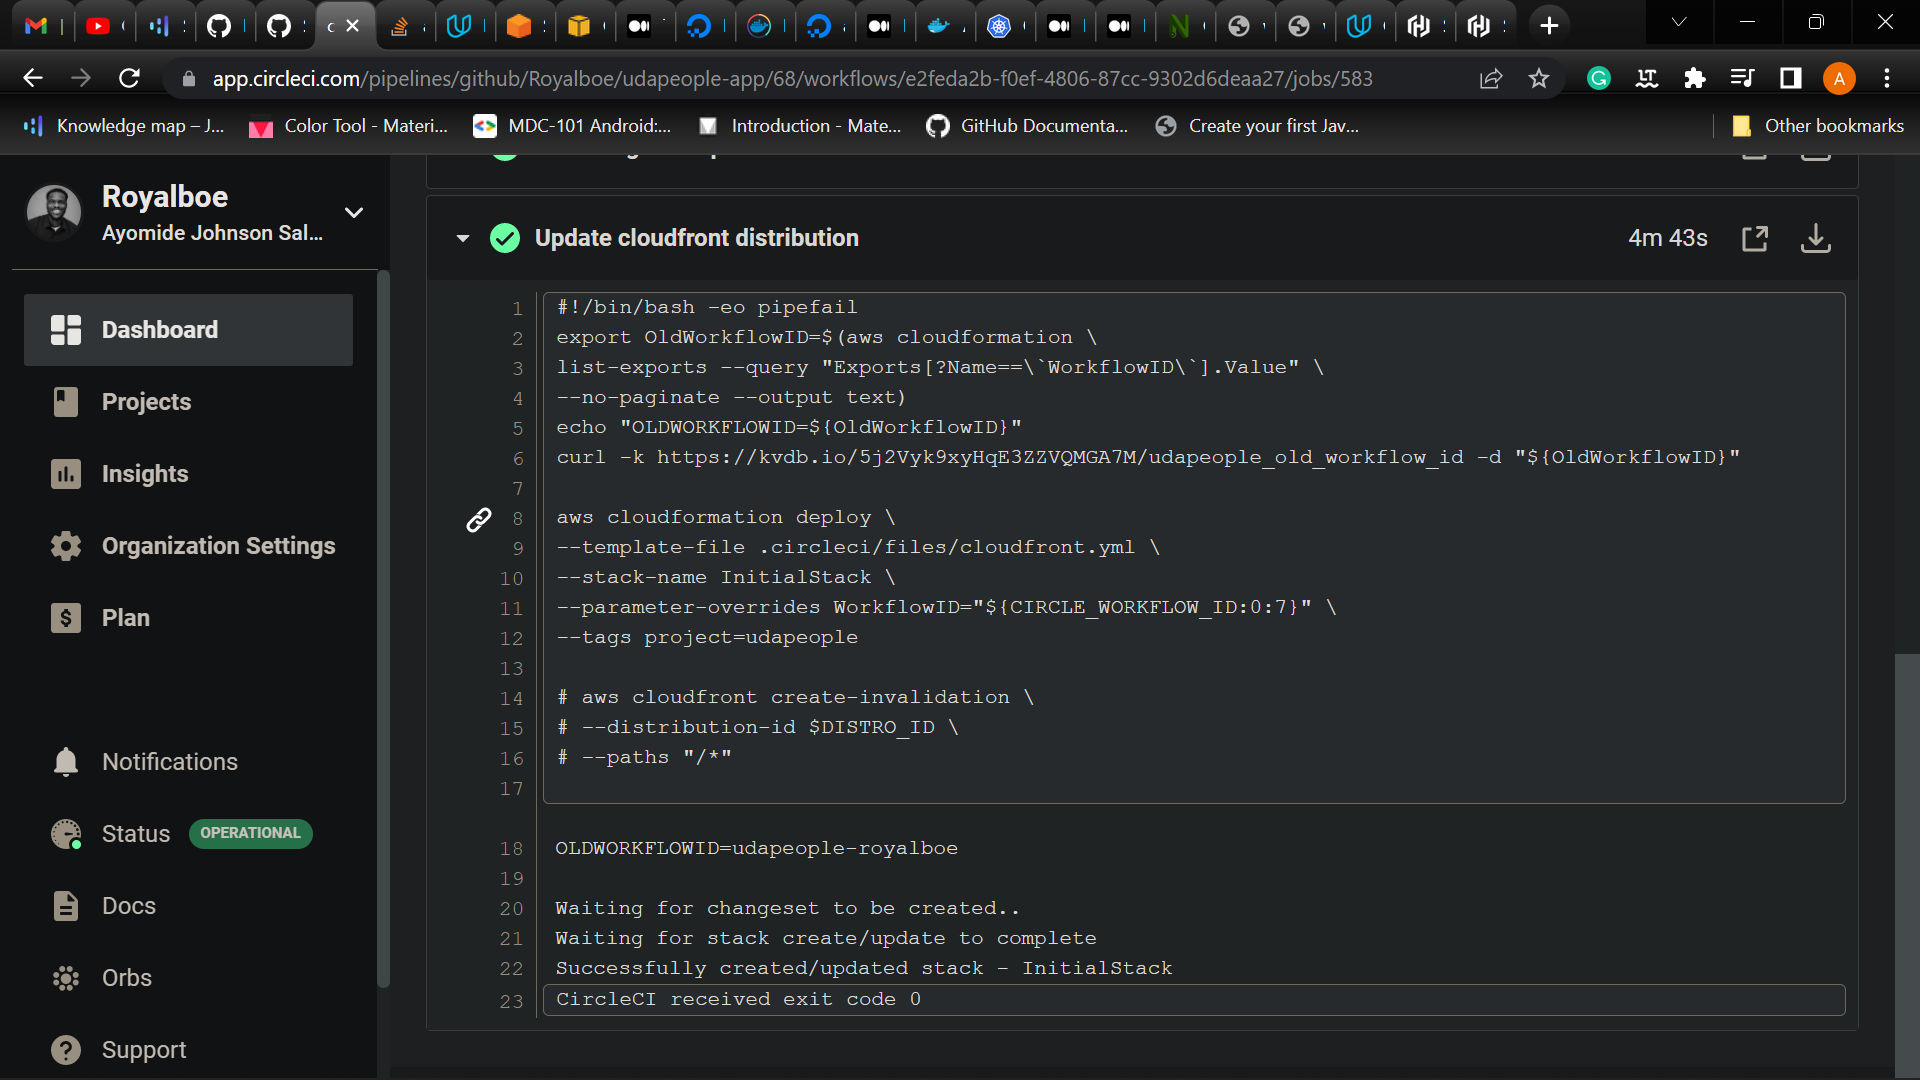 app.circleci.com/pipelines/github/Royalboe/udapeople-app/68/workflows/e2feda2b-f0ef-4806-87cc-9302d6deaa27/jobs/583
A
Knowledge map – J...
Color Tool - Materi...
MDC-101 Android:...
Introduction - Mate...
GitHub Documenta...
Create your first Jav...
Other bookmarks
Royalboe
Ayomide Johnson Sal...
Dashboard
Projects
Insights
Organization Settings
Plan
Notifications
Status OPERATIONAL
Docs
Orbs
Support
Update cloudfront distribution
4m 43s
1 #!/bin/bash -eo pipefail
2 export OldWorkflowID=$(aws cloudformation \
3 list-exports --query "Exports[?Name==\`WorkflowID\`].Value" \
4 --no-paginate --output text)
5 echo "OLDWORKFLOWID=${OldWorkflowID}"
6 curl -k https://kvdb.io/5j2Vyk9xyHqE3ZZVQMGA7M/udapeople_old_workflow_id -d "${OldWorkflowID}"
7
8 aws cloudformation deploy \
9 --template-file .circleci/files/cloudfront.yml \
10 --stack-name InitialStack \
11 --parameter-overrides WorkflowID="${CIRCLE_WORKFLOW_ID:0:7}" \
12 --tags project=udapeople
13
14 # aws cloudfront create-invalidation \
15 # --distribution-id $DISTRO_ID \
16 # --paths "/*"
17
18 OLDWORKFLOWID=udapeople-royalboe
19
20 Waiting for changeset to be created..
21 Waiting for stack create/update to complete
22 Successfully created/updated stack - InitialStack
23 CircleCI received exit code 0